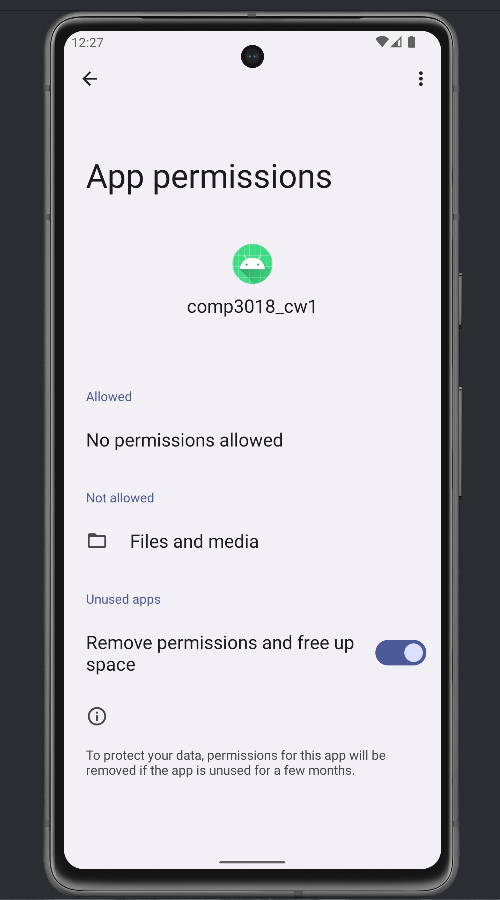 12:27
App permissions
comp3018_cw1
Allowed
No permissions allowed
Not allowed
Files and media
Unused apps
Remove permissions and free up
space
To protect your data, permissions for this app will be
removed if the app is unused for a few months.